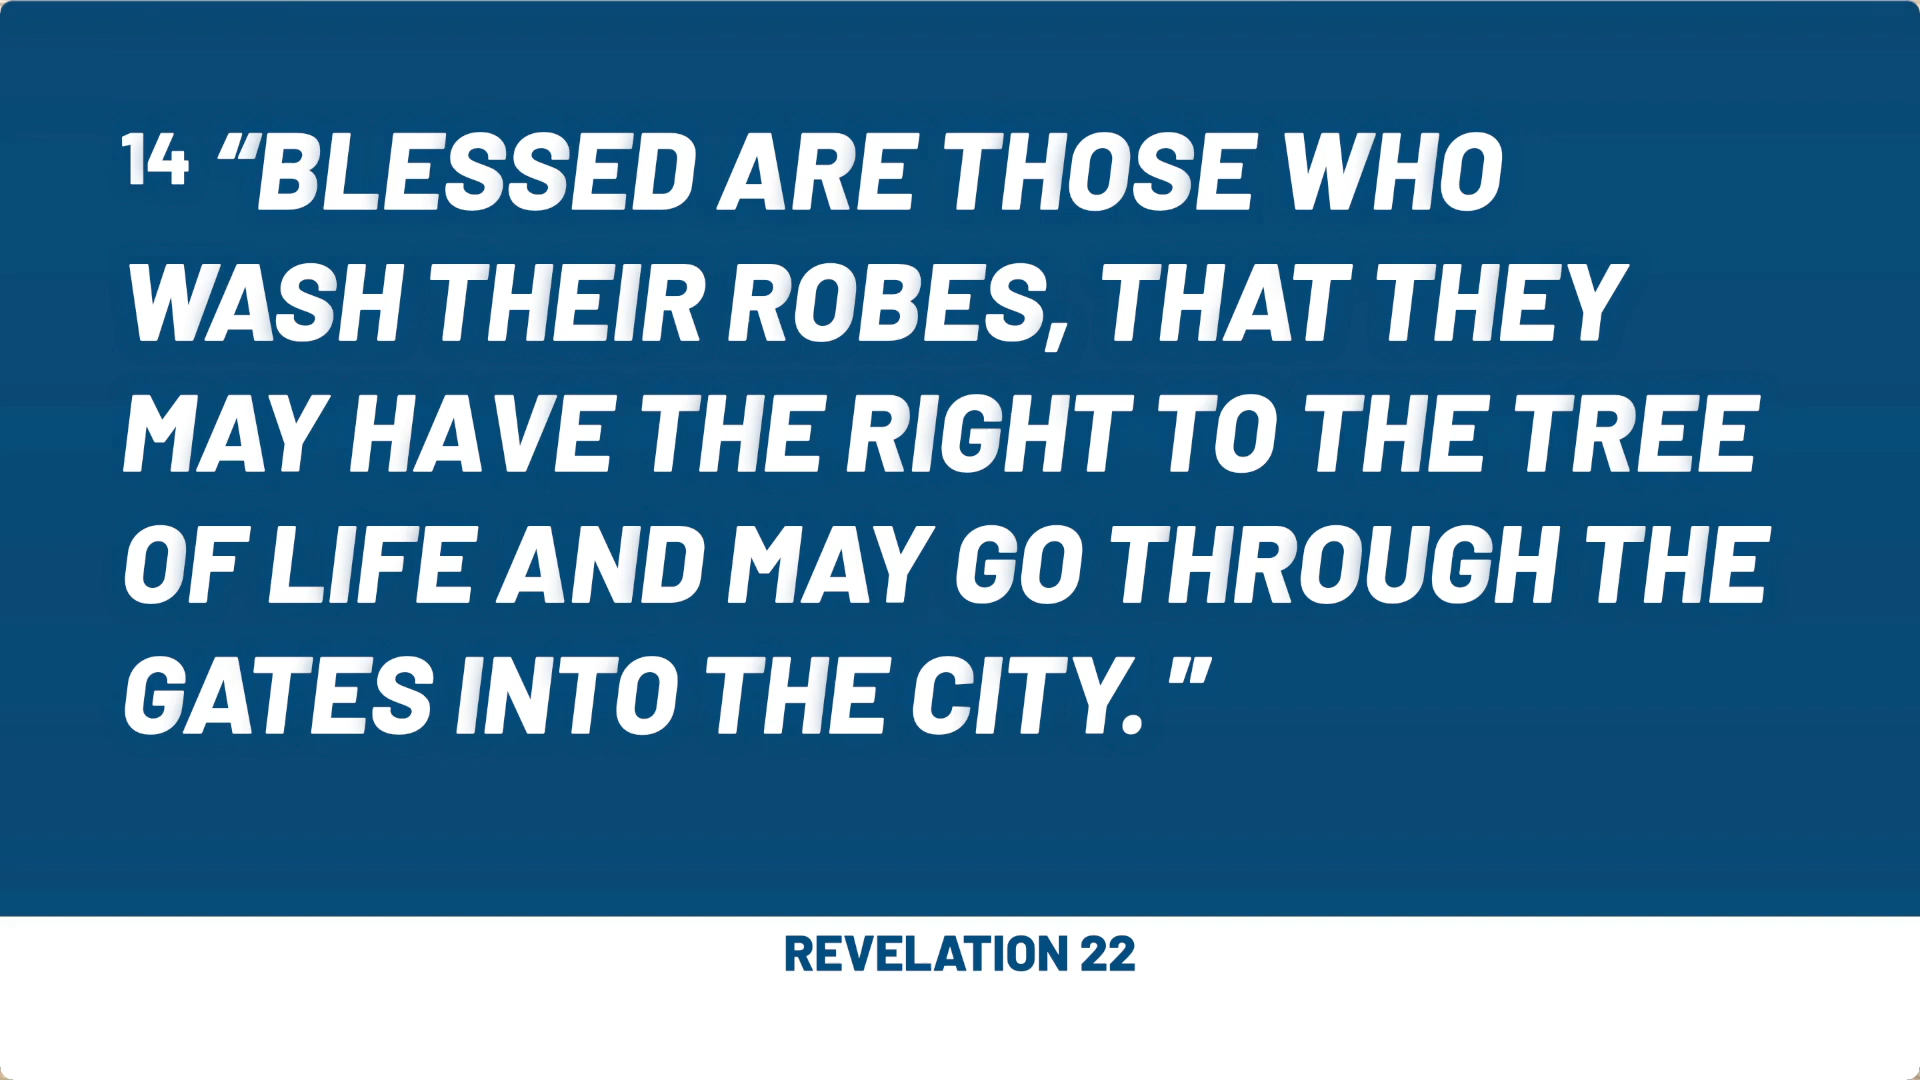 14 “BLESSED ARE THOSE WHO
WASH THEIR ROBES, THAT THEY
MAY HAVE THE RIGHT TO THE TREE
OF LIFE AND MAY GO THROUGH THE
GATES INTO THE CITY. ”
REVELATION 22